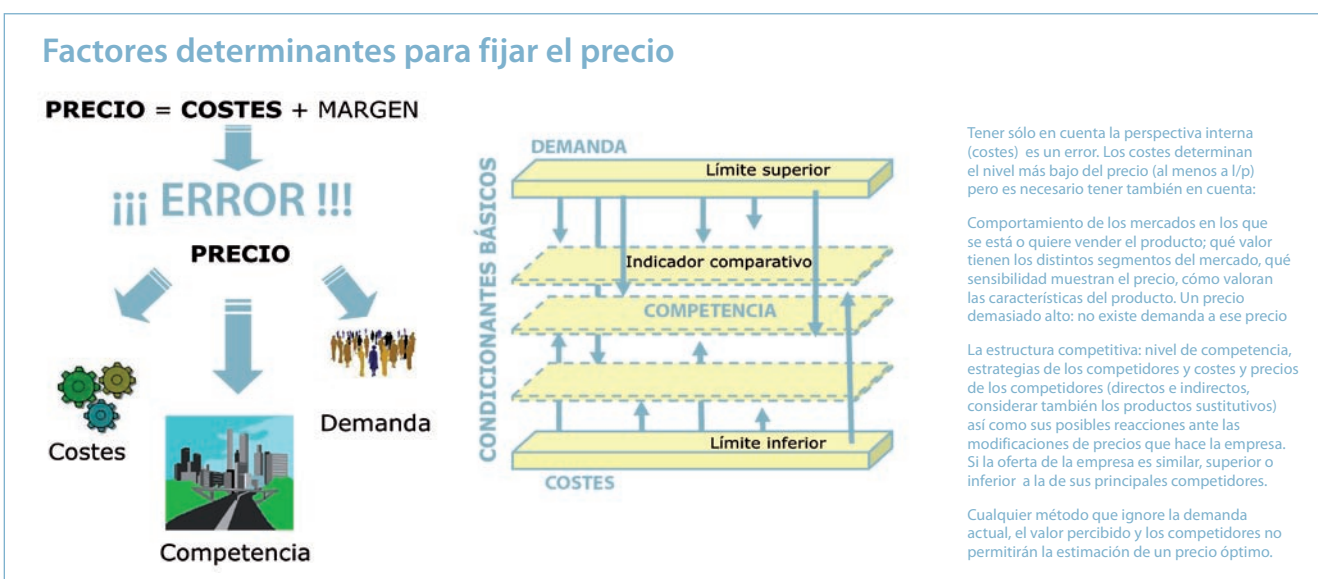 Factores determinantes para fijar el precio
PRECIO = COSTES + MARGEN
¡¡¡ ERROR !!!
PRECIO
Costes
Competencia
Demanda
CONDICIONANTES BÁSICOS
DEMANDA
Límite superior
Indicador comparativo
COMPETENCIA
Límite inferior
COSTES
Tener sólo en cuenta la perspectiva interna
(costes) es un error. Los costes determinan
el nivel más bajo del precio (al menos a l/p)
pero es necesario tener también en cuenta:
Comportamiento de los mercados en los que
se está o quiere vender el producto; qué valor
tienen los distintos segmentos del mercado, qué
sensibilidad muestran el precio, cómo valoran
las características del producto. Un precio
demasiado alto: no existe demanda a ese precio
La estructura competitiva: nivel de competencia,
estrategias de los competidores y costes y precios
de los competidores (directos e indirectos,
considerar también los productos sustitutivos)
así como sus posibles reacciones ante las
modificaciones de precios que hace la empresa.
Si la oferta de la empresa es similar, superior o
inferior a la de sus principales competidores.
Cualquier método que ignore la demanda
actual, el valor percibido y los competidores no
permitirán la estimación de un precio óptimo.